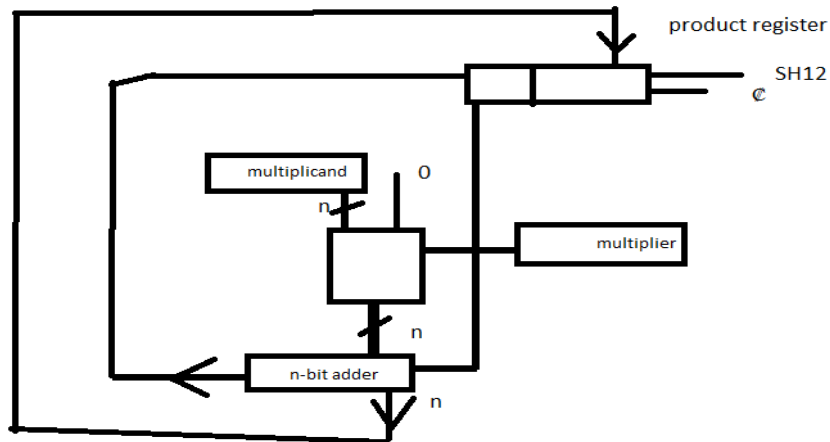 product register
SH12
ℂ
multiplicand
0
n
multiplier
n
n-bit adder
n